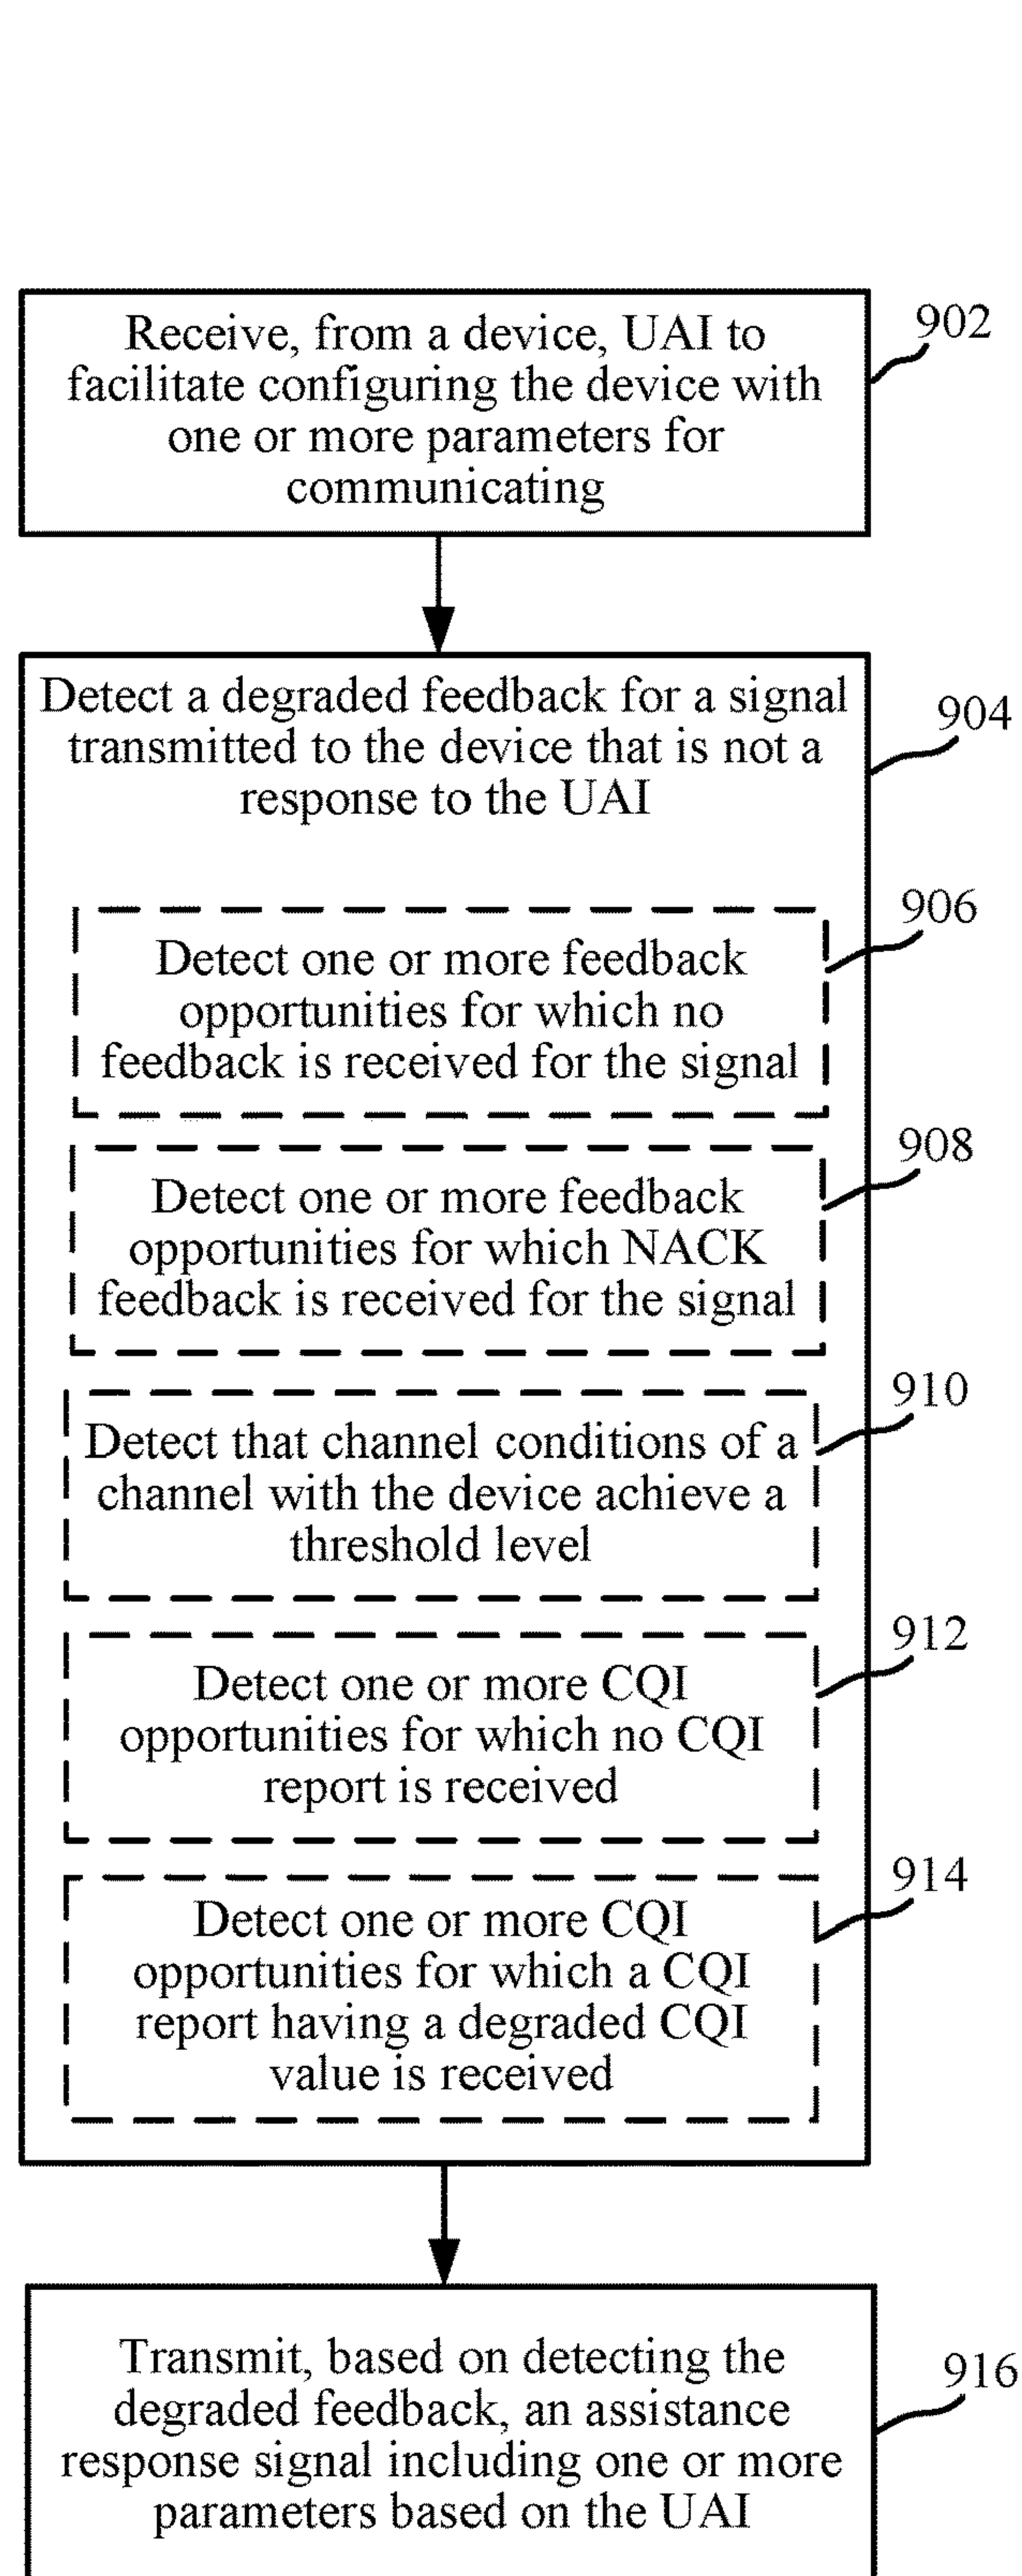 Receive, from a device, UAI to
facilitate configuring the device with
one or more parameters for
communicating
902
Detect a degraded feedback for a signal
transmitted to the device that is not a
response to the UAI
904
Detect one or more feedback
opportunities for which no
feedback is received for the signal
906
Detect one or more feedback
opportunities for which NACK
feedback is received for the signal
908
Detect that channel conditions of a
channel with the device achieve a
threshold level
910
Detect one or more CQI
opportunities for which no CQI
report is received
912
Detect one or more CQI
opportunities for which a CQI
report having a degraded CQI
value is received
914
Transmit, based on detecting the
degraded feedback, an assistance
response signal including one or more
parameters based on the UAI
916